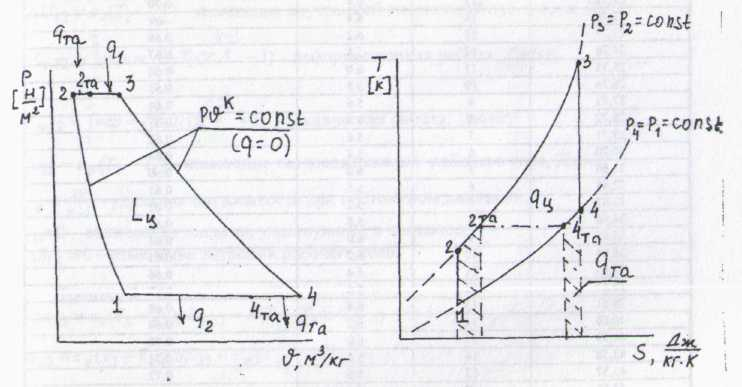 qта
q1
P
[Н/м²]
2
2та
3
pϑᴷ = const
(q=0)
Lц
1
q2
4та
qта
4
ϑ, м³/кг
T
[к]
P3 = P2 = const
3
P4 = P1 = const
qц
2та
2
4
4та
qта
1
S, Дж/кг·К